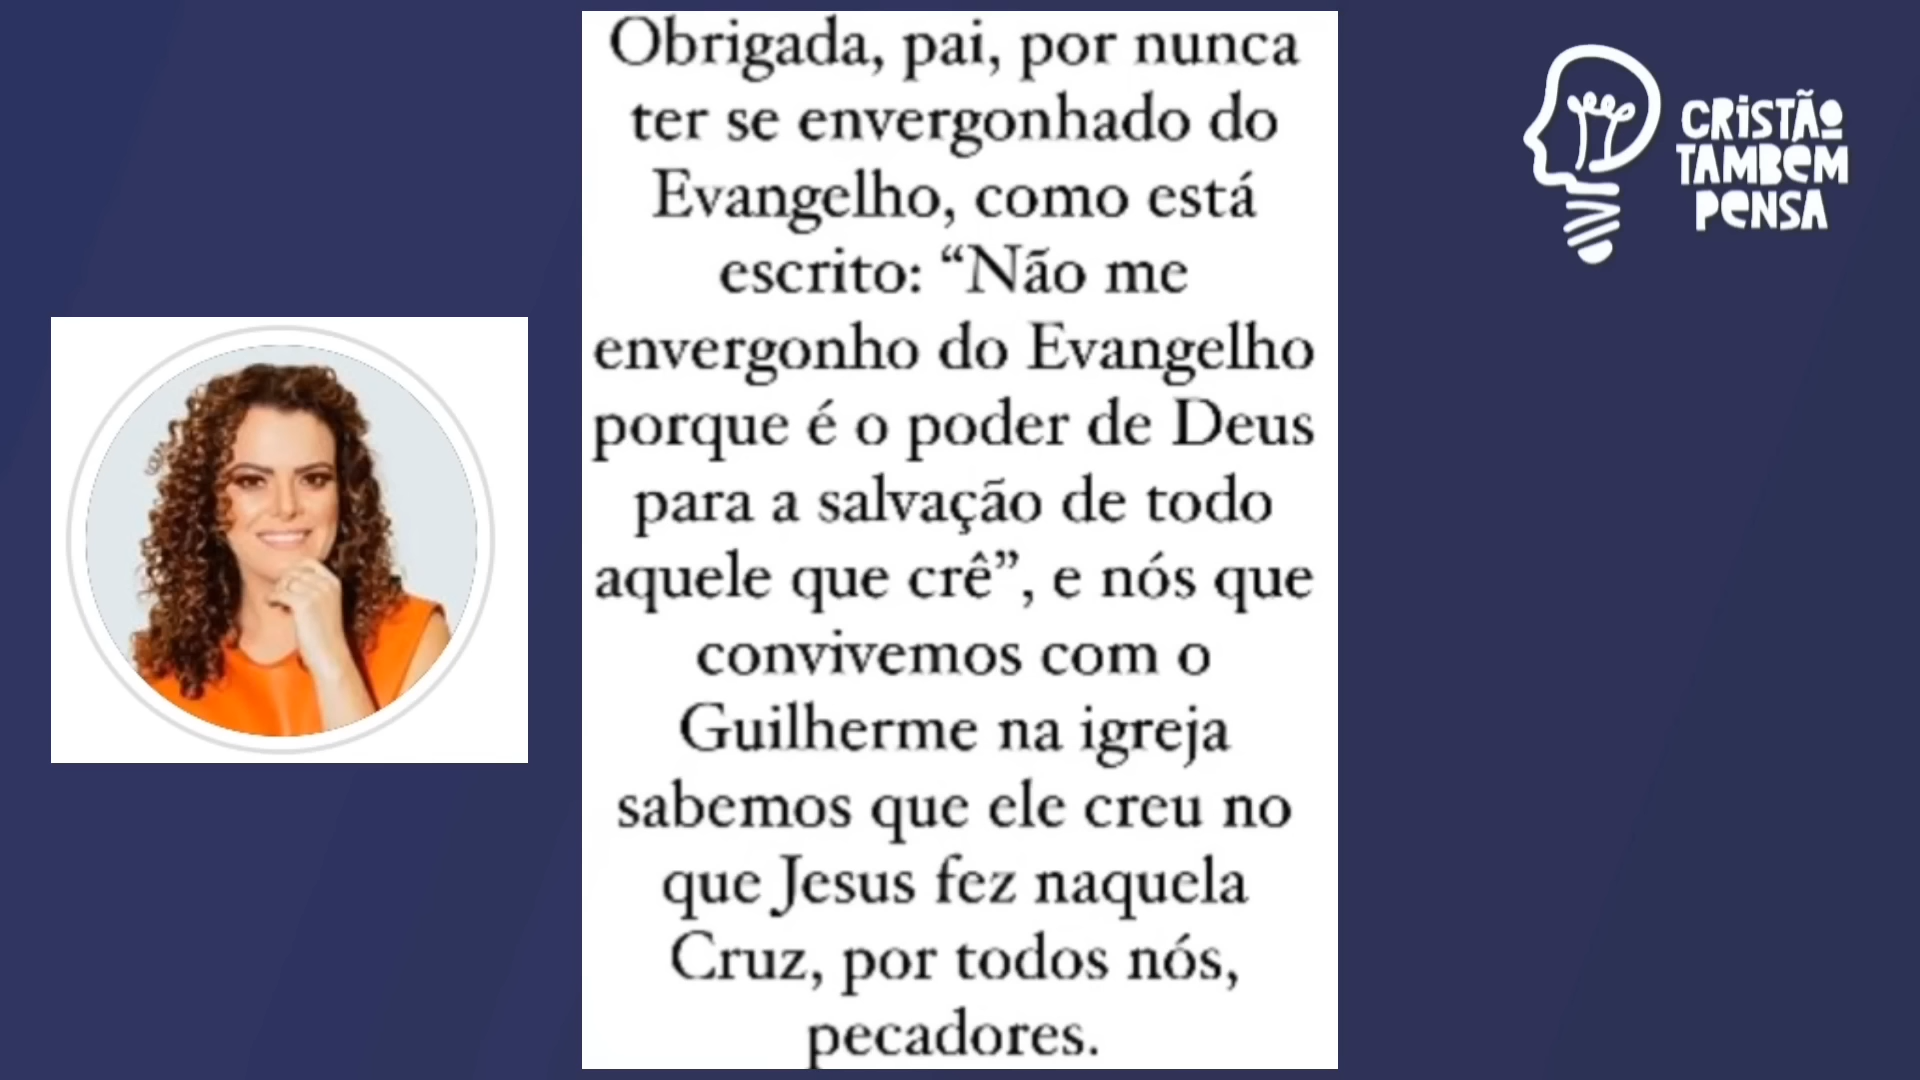 Obrigada, pai, por nunca
ter se envergonhado do
Evangelho, como está
escrito: “Não me
envergonho do Evangelho
porque é o poder de Deus
para a salvação de todo
aquele que crê”, e nós que
convivemos com o
Guilherme na igreja
sabemos que ele creu no
que Jesus fez naquela
Cruz, por todos nós,
pecadores.
CRISTÃO
TAMBÉM
PENSA